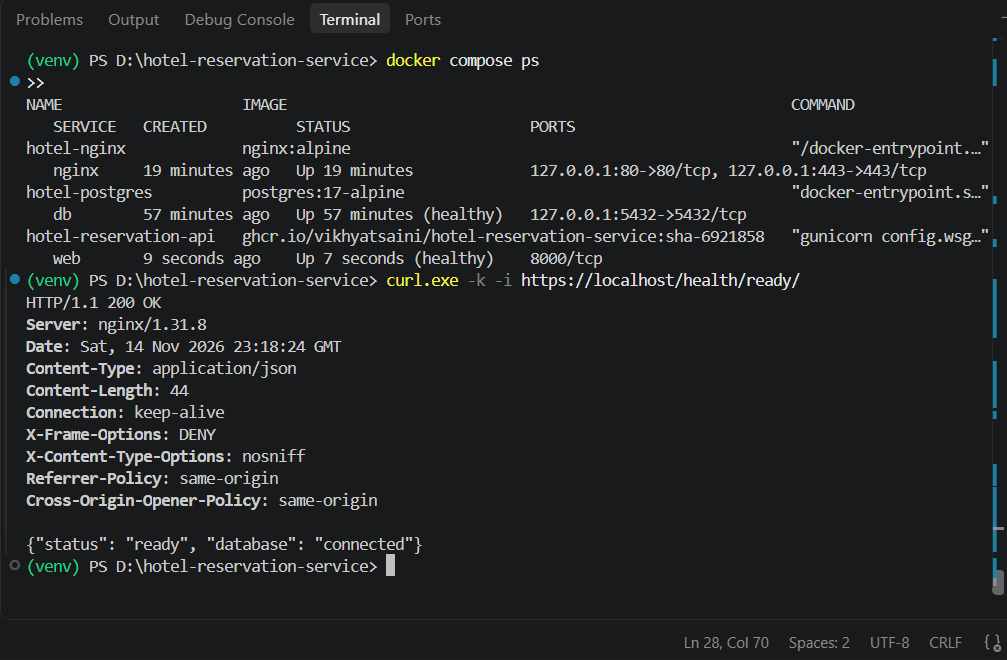 Problems Output Debug Console Terminal Ports
(venv) PS D:\hotel-reservation-service> docker compose ps
>>
NAME IMAGE COMMAND
SERVICE CREATED STATUS PORTS
hotel-nginx nginx:alpine "/docker-entrypoint.…"
nginx 19 minutes ago Up 19 minutes 127.0.0.1:80->80/tcp, 127.0.0.1:443->443/tcp
hotel-postgres postgres:17-alpine "docker-entrypoint.s…"
db 57 minutes ago Up 57 minutes (healthy) 127.0.0.1:5432->5432/tcp
hotel-reservation-api ghcr.io/vikhyatsaini/hotel-reservation-service:sha-6921858 "gunicorn config.wsg…"
web 9 seconds ago Up 7 seconds (healthy) 8000/tcp
(venv) PS D:\hotel-reservation-service> curl.exe -k -i https://localhost/health/ready/
HTTP/1.1 200 OK
Server: nginx/1.31.8
Date: Sat, 14 Nov 2026 23:18:24 GMT
Content-Type: application/json
Content-Length: 44
Connection: keep-alive
X-Frame-Options: DENY
X-Content-Type-Options: nosniff
Referrer-Policy: same-origin
Cross-Origin-Opener-Policy: same-origin
{"status": "ready", "database": "connected"}
(venv) PS D:\hotel-reservation-service>
Ln 28, Col 70 Spaces: 2 UTF-8 CRLF